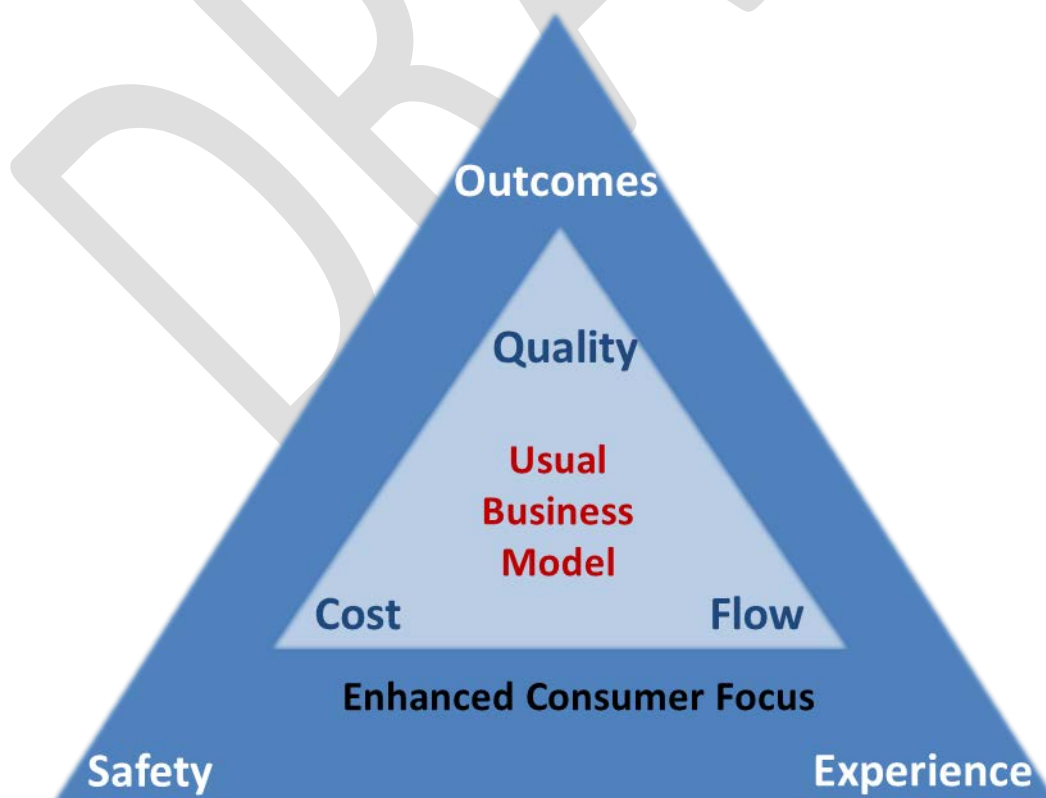 Outcomes
Quality
Usual
Business
Model
Cost Flow
Enhanced Consumer Focus
Safety Experience